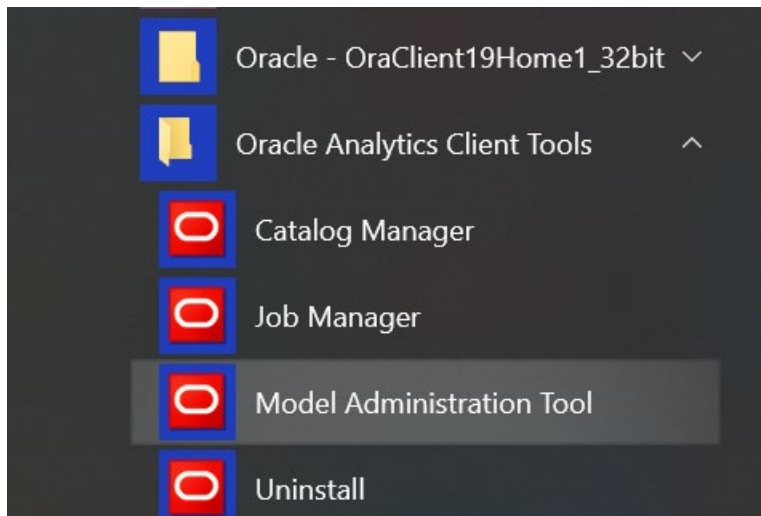 Oracle - OraClient19Home1_32bit
Oracle Analytics Client Tools
Catalog Manager
Job Manager
Model Administration Tool
Uninstall